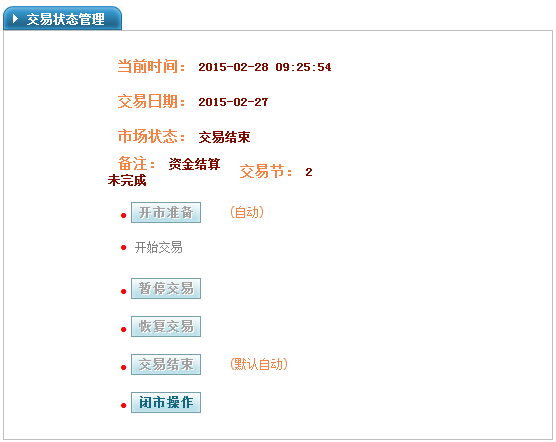 交易状态管理
当前时间： 2015-02-28 09:25:54
交易日期： 2015-02-27
市场状态： 交易结束
备注： 资金结算
未完成
交易节： 2
开市准备 (自动)
开始交易
暂停交易
恢复交易
交易结束 (默认自动)
闭市操作